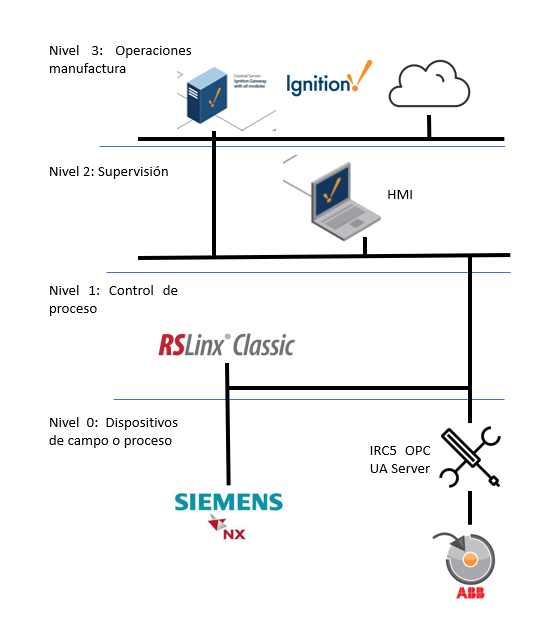 Nivel 3: Operaciones
manufactura
Central Server
Ignition Gateway
with all modules
Ignition!
Nivel 2: Supervisión
HMI
Nivel 1: Control de
proceso
RSLinx® Classic
Nivel 0: Dispositivos
de campo o proceso
IRC5 OPC
UA Server
SIEMENS
NX
ABB